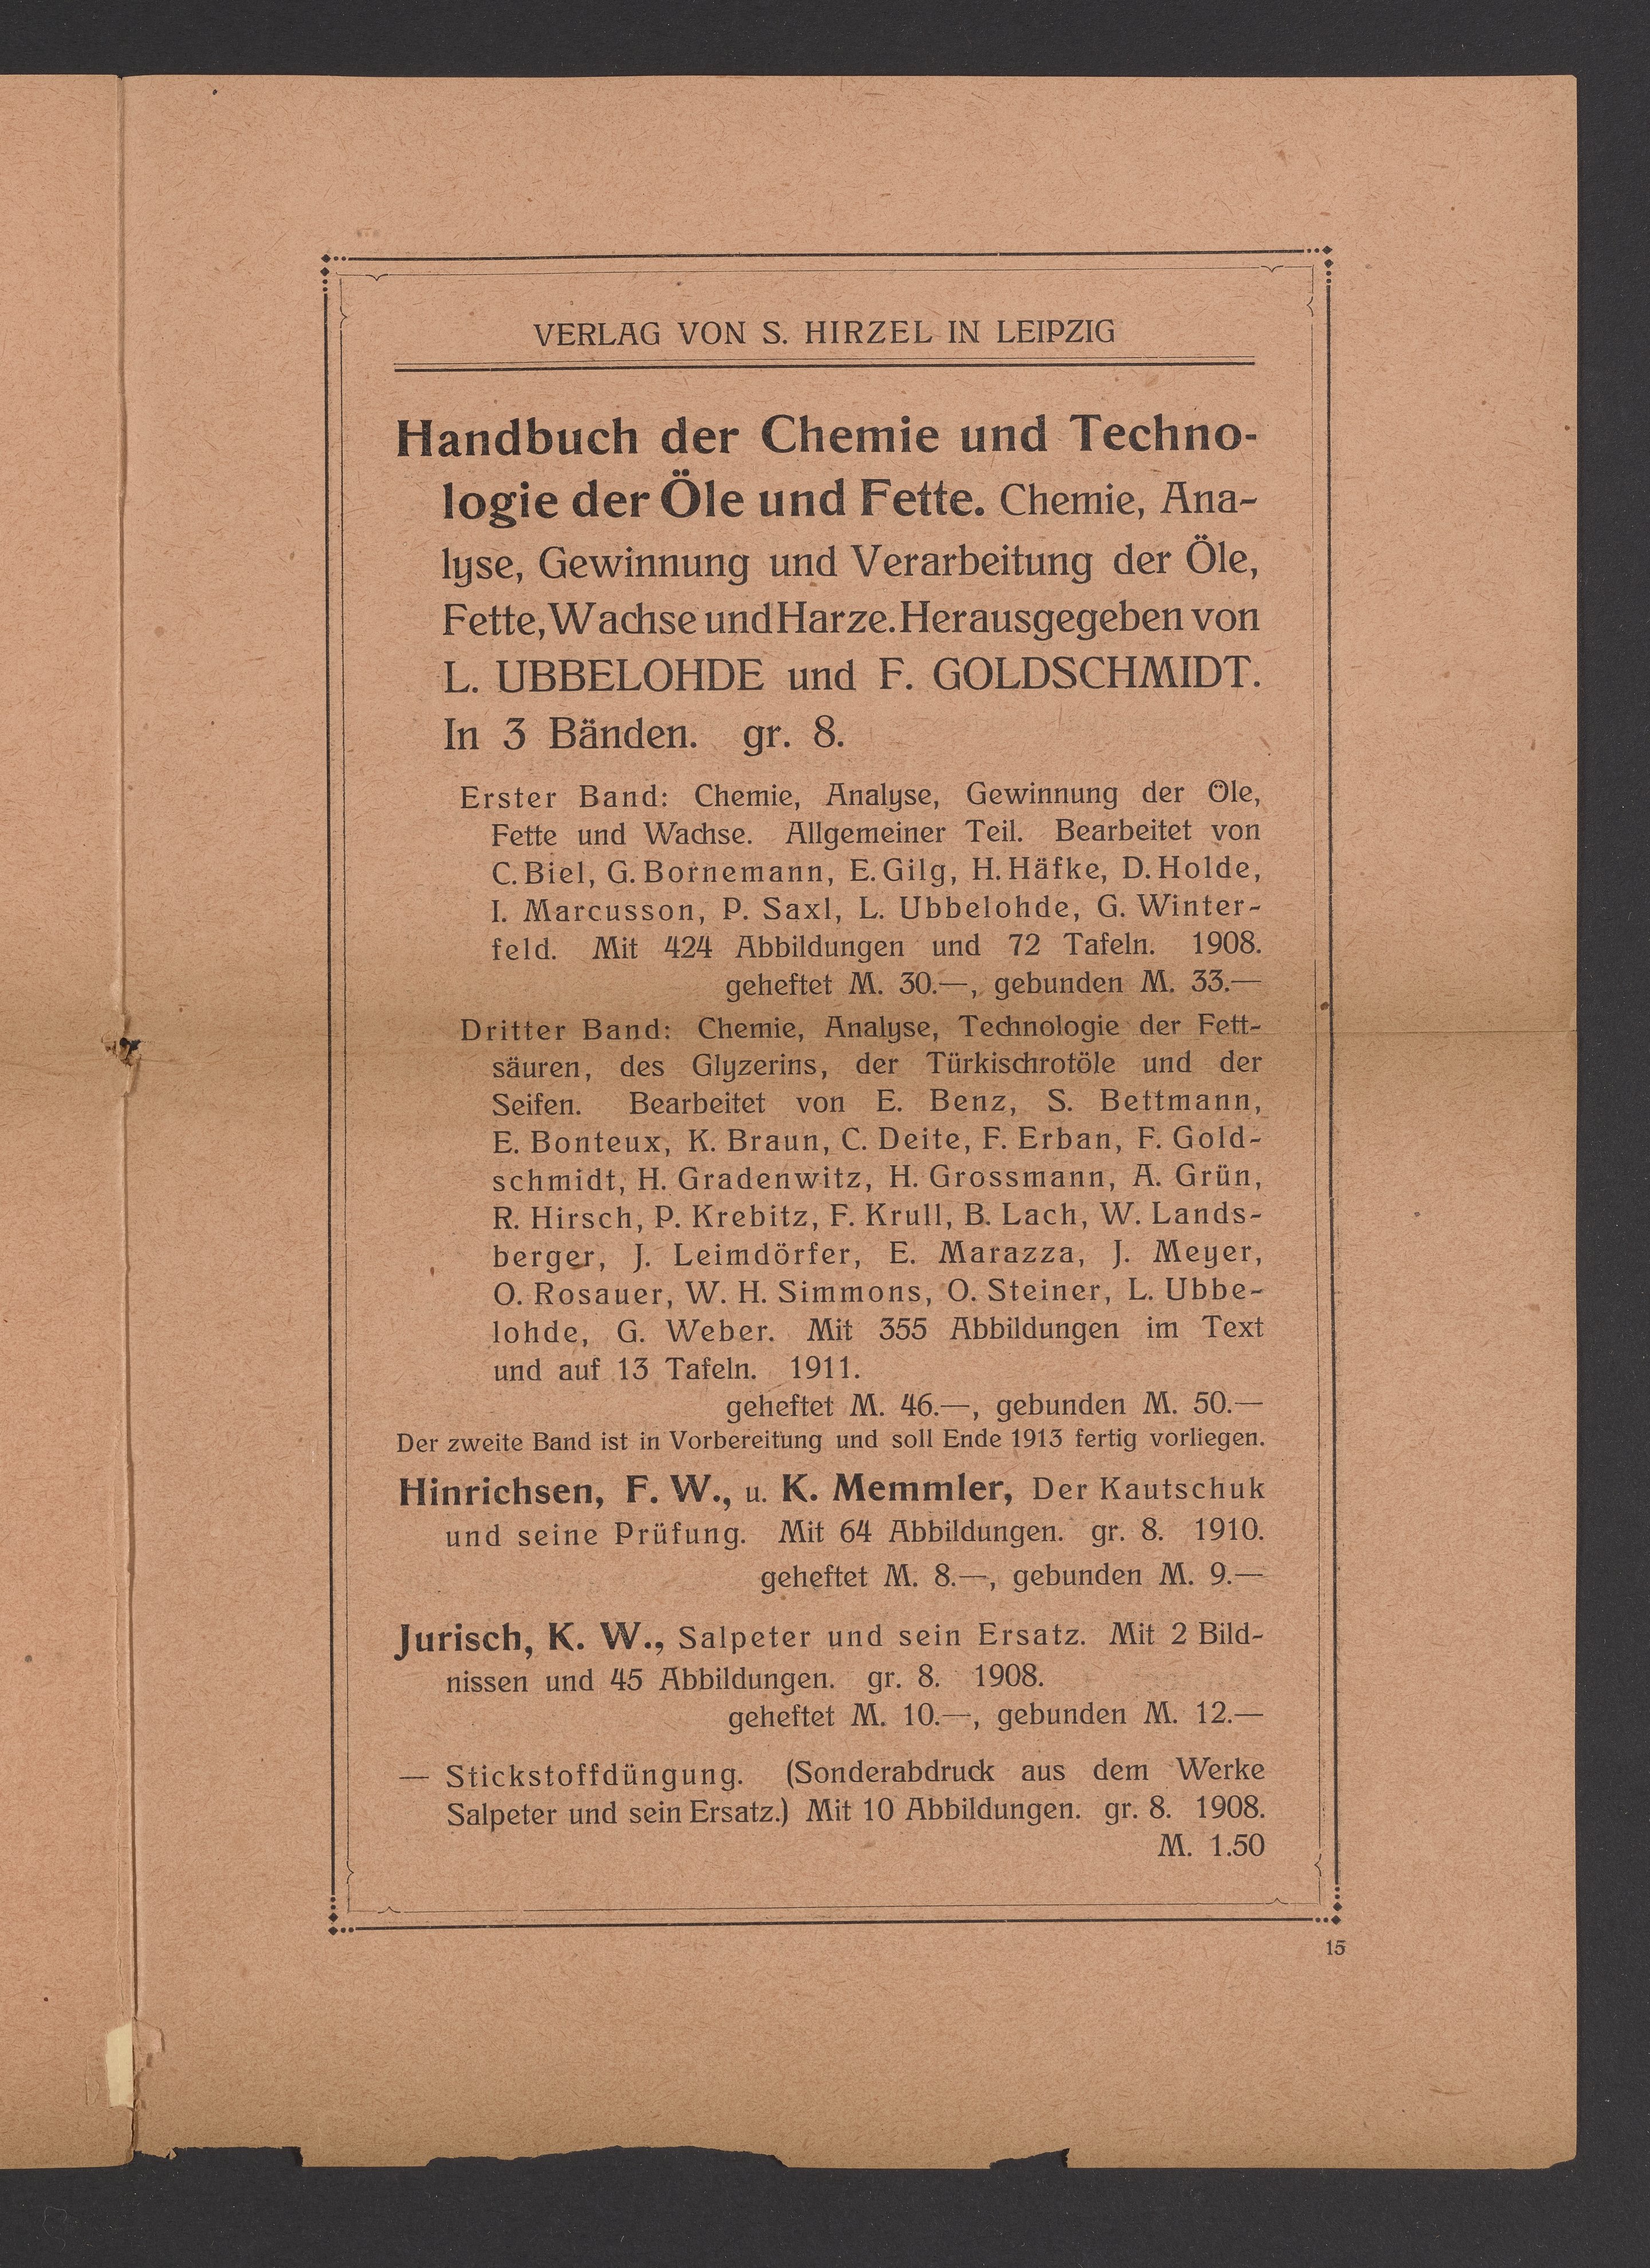 VERLAG VON S. HIRZEL IN LEIPZIG
Handbuch der Chemie und Techno-
logie der Öle und Fette. Chemie, Ana-
lyse, Gewinnung und Verarbeitung der Öle,
Fette, Wachse und Harze. Herausgegeben von
L. UBBELOHDE und F. GOLDSCHMIDT.
In 3 Bänden. gr. 8.
Erster Band: Chemie, Analyse, Gewinnung der Öle,
Fette und Wachse. Allgemeiner Teil. Bearbeitet von
C. Biel, G. Bornemann, E. Gilg, H. Häfke, D. Holde,
I. Marcusson, P. Saxl, L. Ubbelohde, G. Winter-
feld. Mit 424 Abbildungen und 72 Tafeln. 1908.
geheftet M. 30.—, gebunden M. 33.—
Dritter Band: Chemie, Analyse, Technologie der Fett-
säuren, des Glyzerins, der Türkischrotöle und der
Seifen. Bearbeitet von E. Benz, S. Bettmann,
E. Bonteux, K. Braun, C. Deite, F. Erban, F. Gold-
schmidt, H. Gradenwitz, H. Grossmann, A. Grün,
R. Hirsch, P. Krebitz, F. Krull, B. Lach, W. Lands-
berger, J. Leimdörfer, E. Marazza, J. Meyer,
O. Rosauer, W. H. Simmons, O. Steiner, L. Ubbe-
lohde, G. Weber. Mit 355 Abbildungen im Text
und auf 13 Tafeln. 1911.
geheftet M. 46.—, gebunden M. 50.—
Der zweite Band ist in Vorbereitung und soll Ende 1913 fertig vorliegen.
Hinrichsen, F. W., u. K. Memmler, Der Kautschuk
und seine Prüfung. Mit 64 Abbildungen. gr. 8. 1910.
geheftet M. 8.—, gebunden M. 9.—
Jurisch, K. W., Salpeter und sein Ersatz. Mit 2 Bild-
nissen und 45 Abbildungen. gr. 8. 1908.
geheftet M. 10.—, gebunden M. 12.—
— Stickstoffdüngung. (Sonderabdruck aus dem Werke
Salpeter und sein Ersatz.) Mit 10 Abbildungen. gr. 8. 1908.
M. 1.50
15